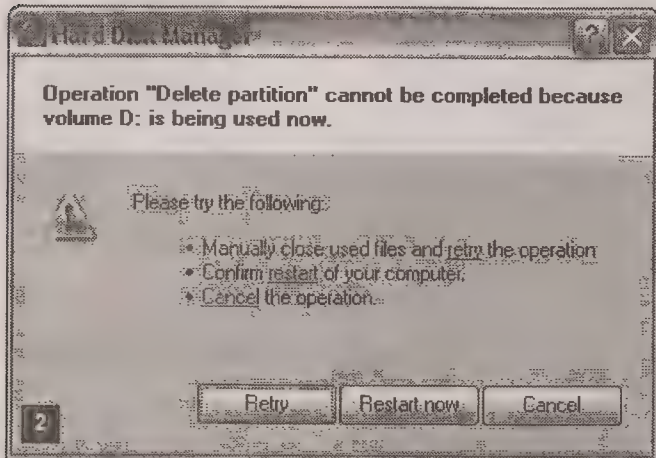 Hard Disk Manager
?
Operation "Delete partition" cannot be completed because
volume D: is being used now.
Please try the following:
• Manually close used files and retry the operation
• Confirm restart of your computer.
• Cancel the operation.
Retry Restart now Cancel
2